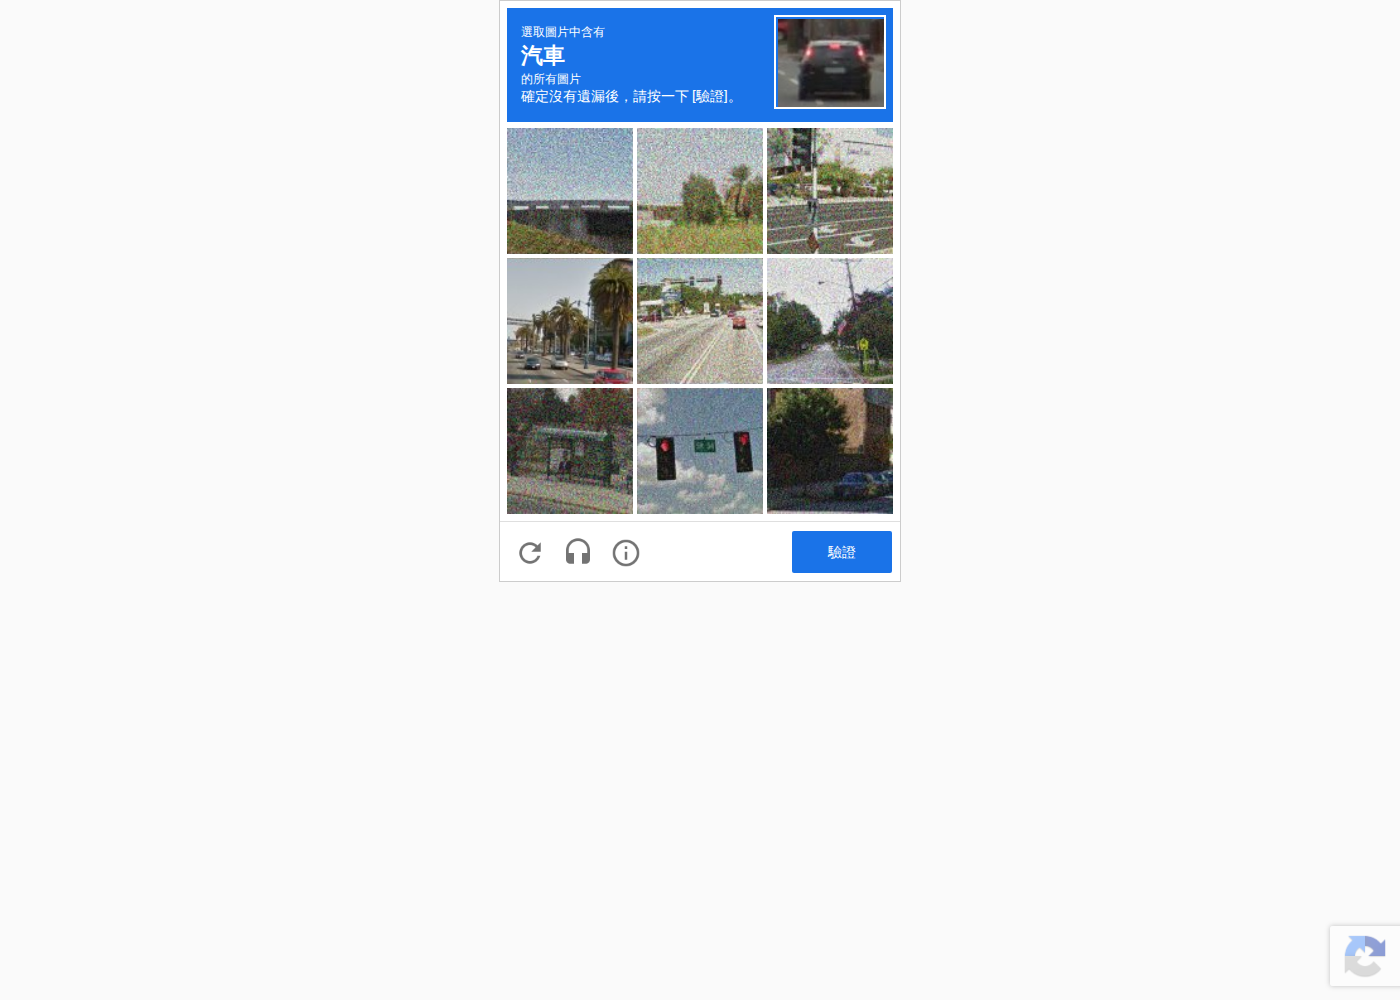 選取圖片中含有
汽車
的所有圖片
確定沒有遺漏後，請按一下 [驗證]。
驗證